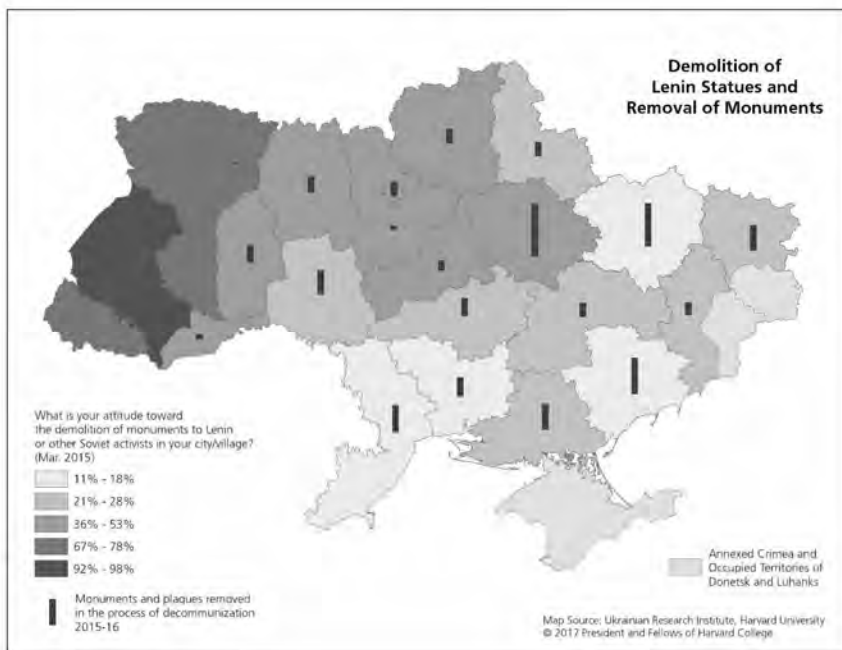 Demolition of
Lenin Statues and
Removal of Monuments
What is your attitude toward
the demolition of monuments to Lenin
or other Soviet activists in your city/village?
(Mar. 2015)
11% - 18%
21% - 28%
36% - 53%
67% - 78%
92% - 98%
Monuments and plaques removed
in the process of decommunization
2015-16
Annexed Crimea and
Occupied Territories of
Donetsk and Luhanks
Map Source: Ukrainian Research Institute, Harvard University
© 2017 President and Fellows of Harvard College